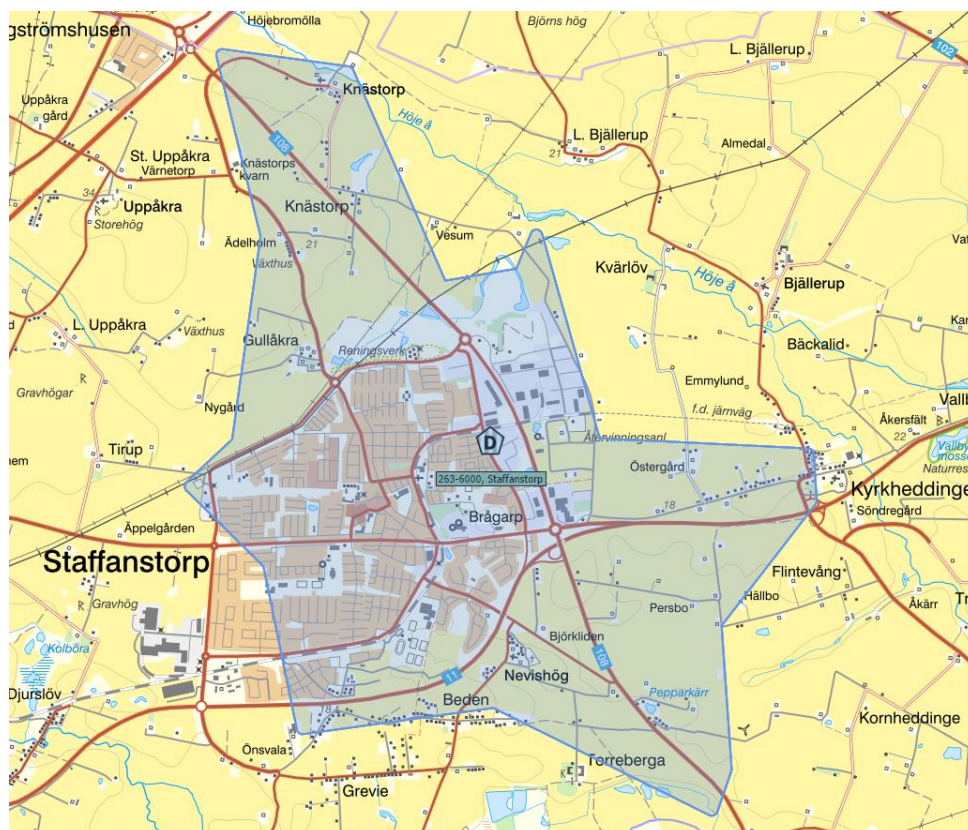 gströmshusen
Höjebromölla
Björns hög
L. Bjällerup
102
Uppåkra
gård
Knästorp
Höje å
108
L. Bjällerup
21
Almedal
St. Uppåkra
Värnetorp
Knästorps
kvarn
34
Uppåkra
Storehög
Knästorp
Vesum
Ädelholm
21
Växthus
Kvärlöv
Höje å
Bjällerup
L. Uppåkra
Växthus
Gullåkra
Reningsverk
Bäckalid
Gravhögar
Nygård
Emmylund
f.d. järnväg
Åkersfält
22
Tirup
D
Återvinningsanl
Östergård
263-6000, Staffanstorp
18
Kyrkheddinge
Söndregård
Äppelgården
Brågarp
Staffanstorp
Flintevång
Gravhög
Persbo
Hällbo
Åkärr
Kolböra
Björkliden
108
11
Nevishög
Djurslöv
Beden
Pepparkärr
18
Kornheddinge
Önsvala
Torreberga
Grevie